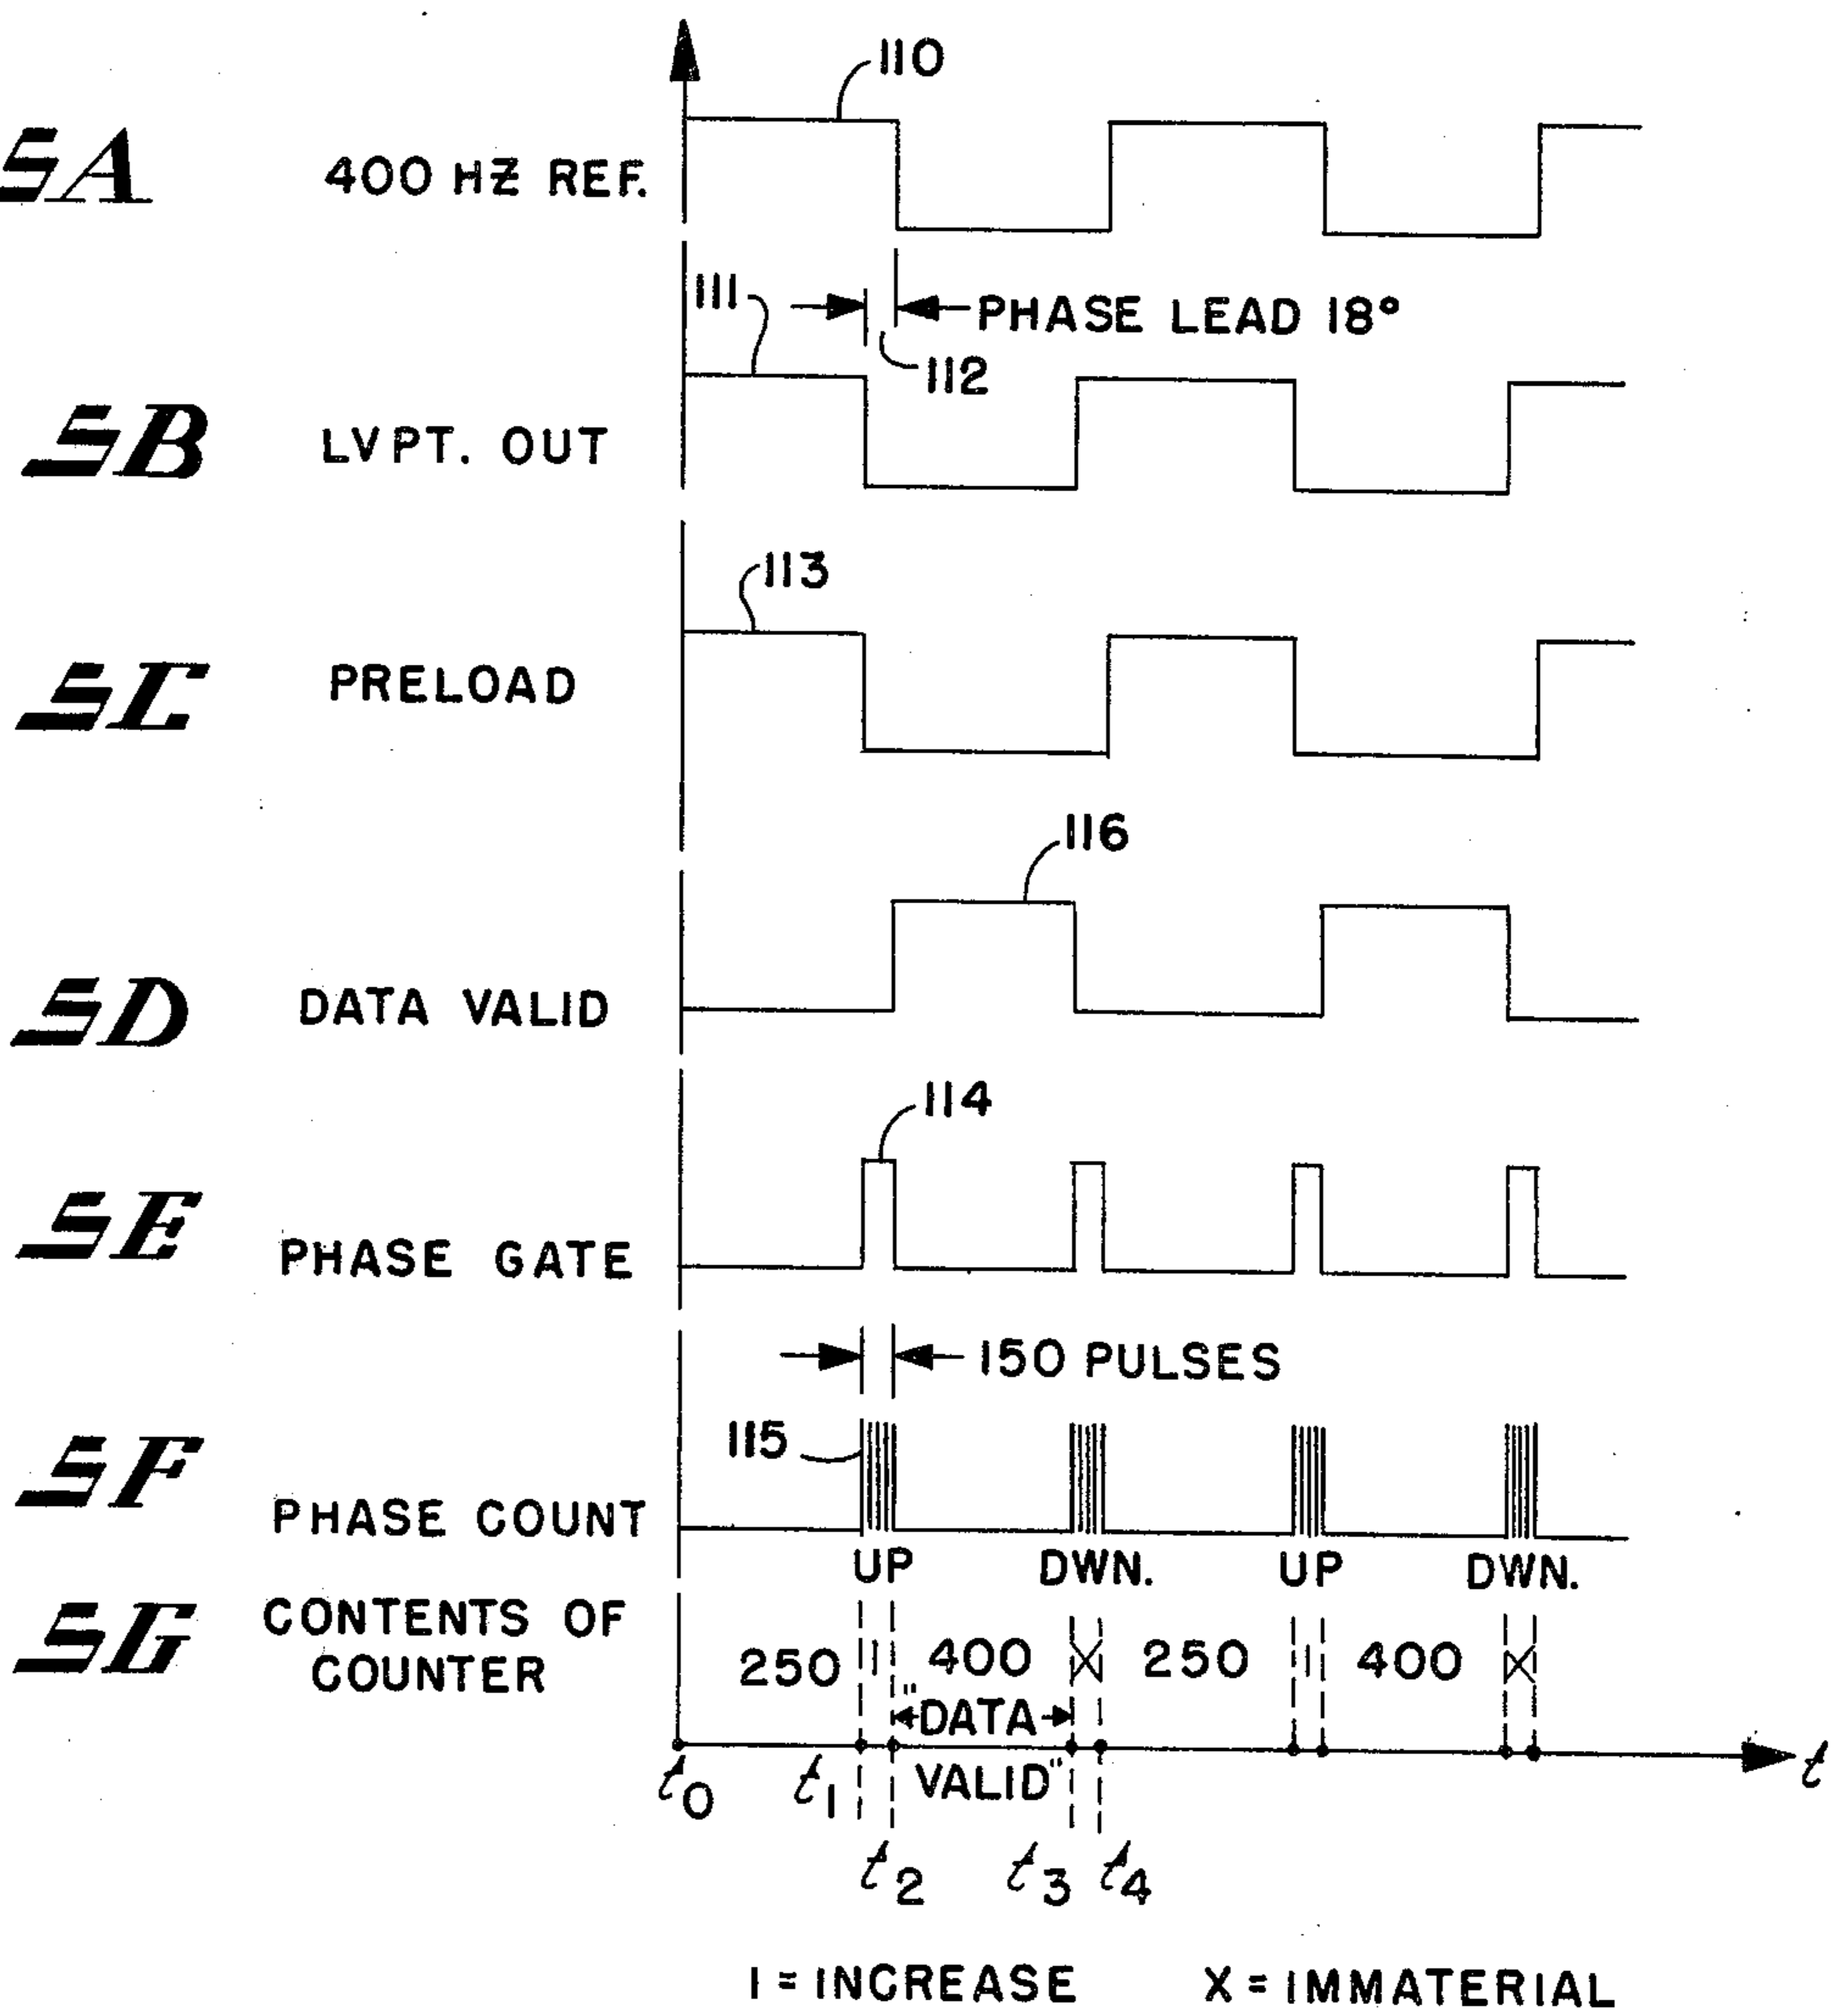 110
5A 400 HZ REF.
111 PHASE LEAD 18°
112
5B LVPT. OUT
113
5C PRELOAD
116
5D DATA VALID
114
5E PHASE GATE
150 PULSES
115
5F PHASE COUNT
UP DWN. UP DWN.
5G CONTENTS OF
COUNTER
250 I 400 X 250 I 400 X
"DATA
VALID"
t0 t1 t
t2 t3 t4
I = INCREASE X = IMMATERIAL